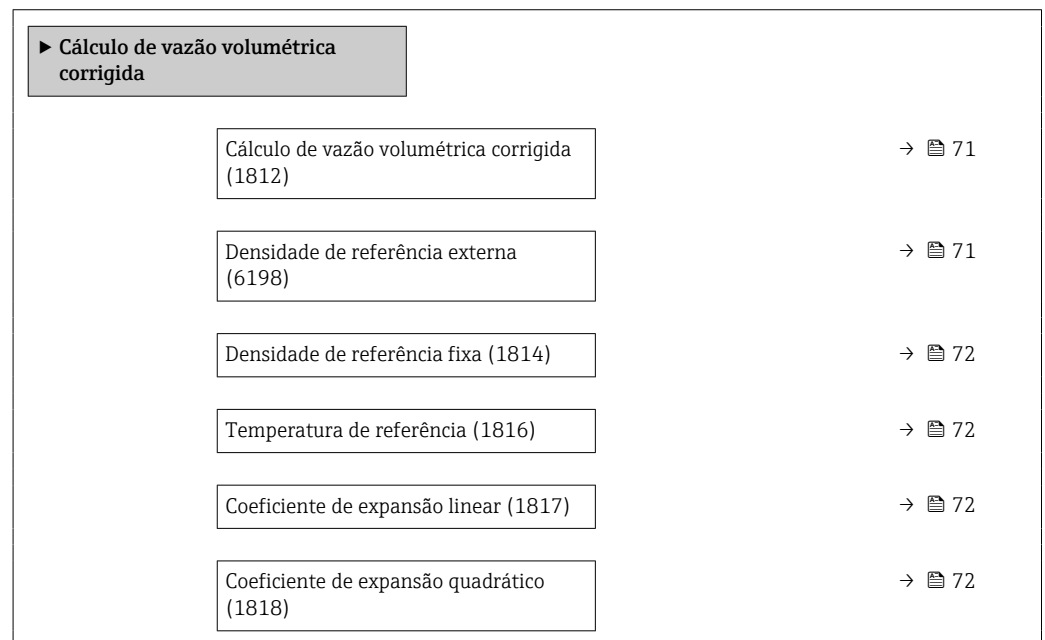 ▶ Cálculo de vazão volumétrica
corrigida
Cálculo de vazão volumétrica corrigida
(1812)
→ 71
Densidade de referência externa
(6198)
→ 71
Densidade de referência fixa (1814)
→ 72
Temperatura de referência (1816)
→ 72
Coeficiente de expansão linear (1817)
→ 72
Coeficiente de expansão quadrático
(1818)
→ 72